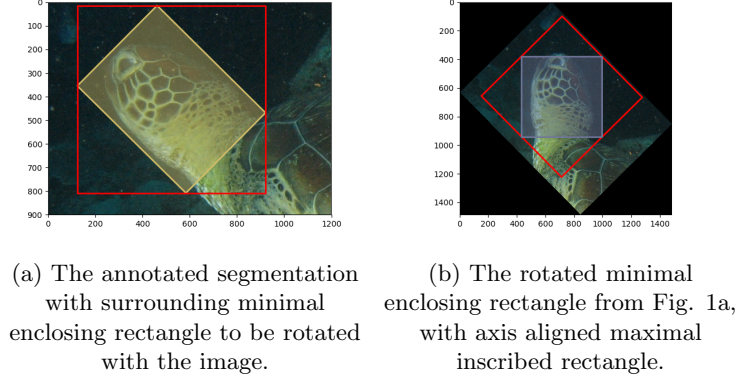 0
100
200
300
400
500
600
700
800
900
0 200 400 600 800 1000 1200
0
200
400
600
800
1000
1200
1400
0 200 400 600 800 1000 1200 1400
(a) The annotated segmentation
with surrounding minimal
enclosing rectangle to be rotated
with the image.
(b) The rotated minimal
enclosing rectangle from Fig. 1a,
with axis aligned maximal
inscribed rectangle.